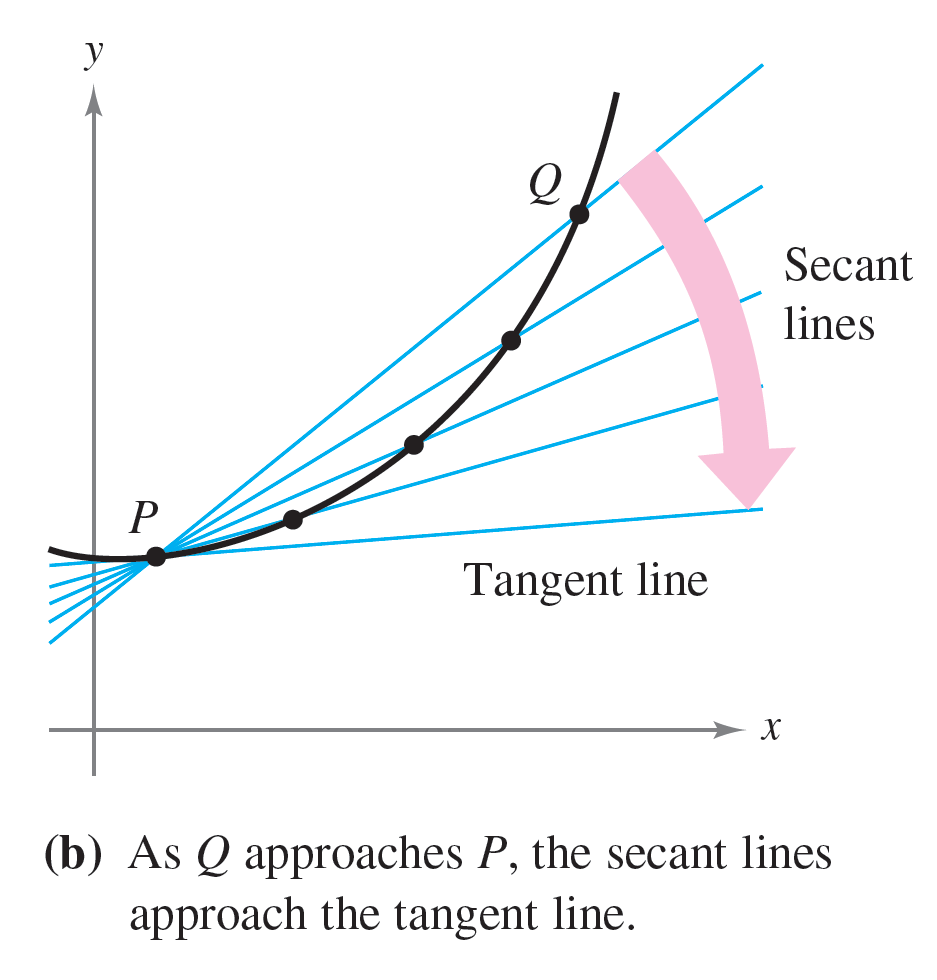 y
Q
Secant
lines
P
Tangent line
x
(b) As Q approaches P, the secant lines
approach the tangent line.